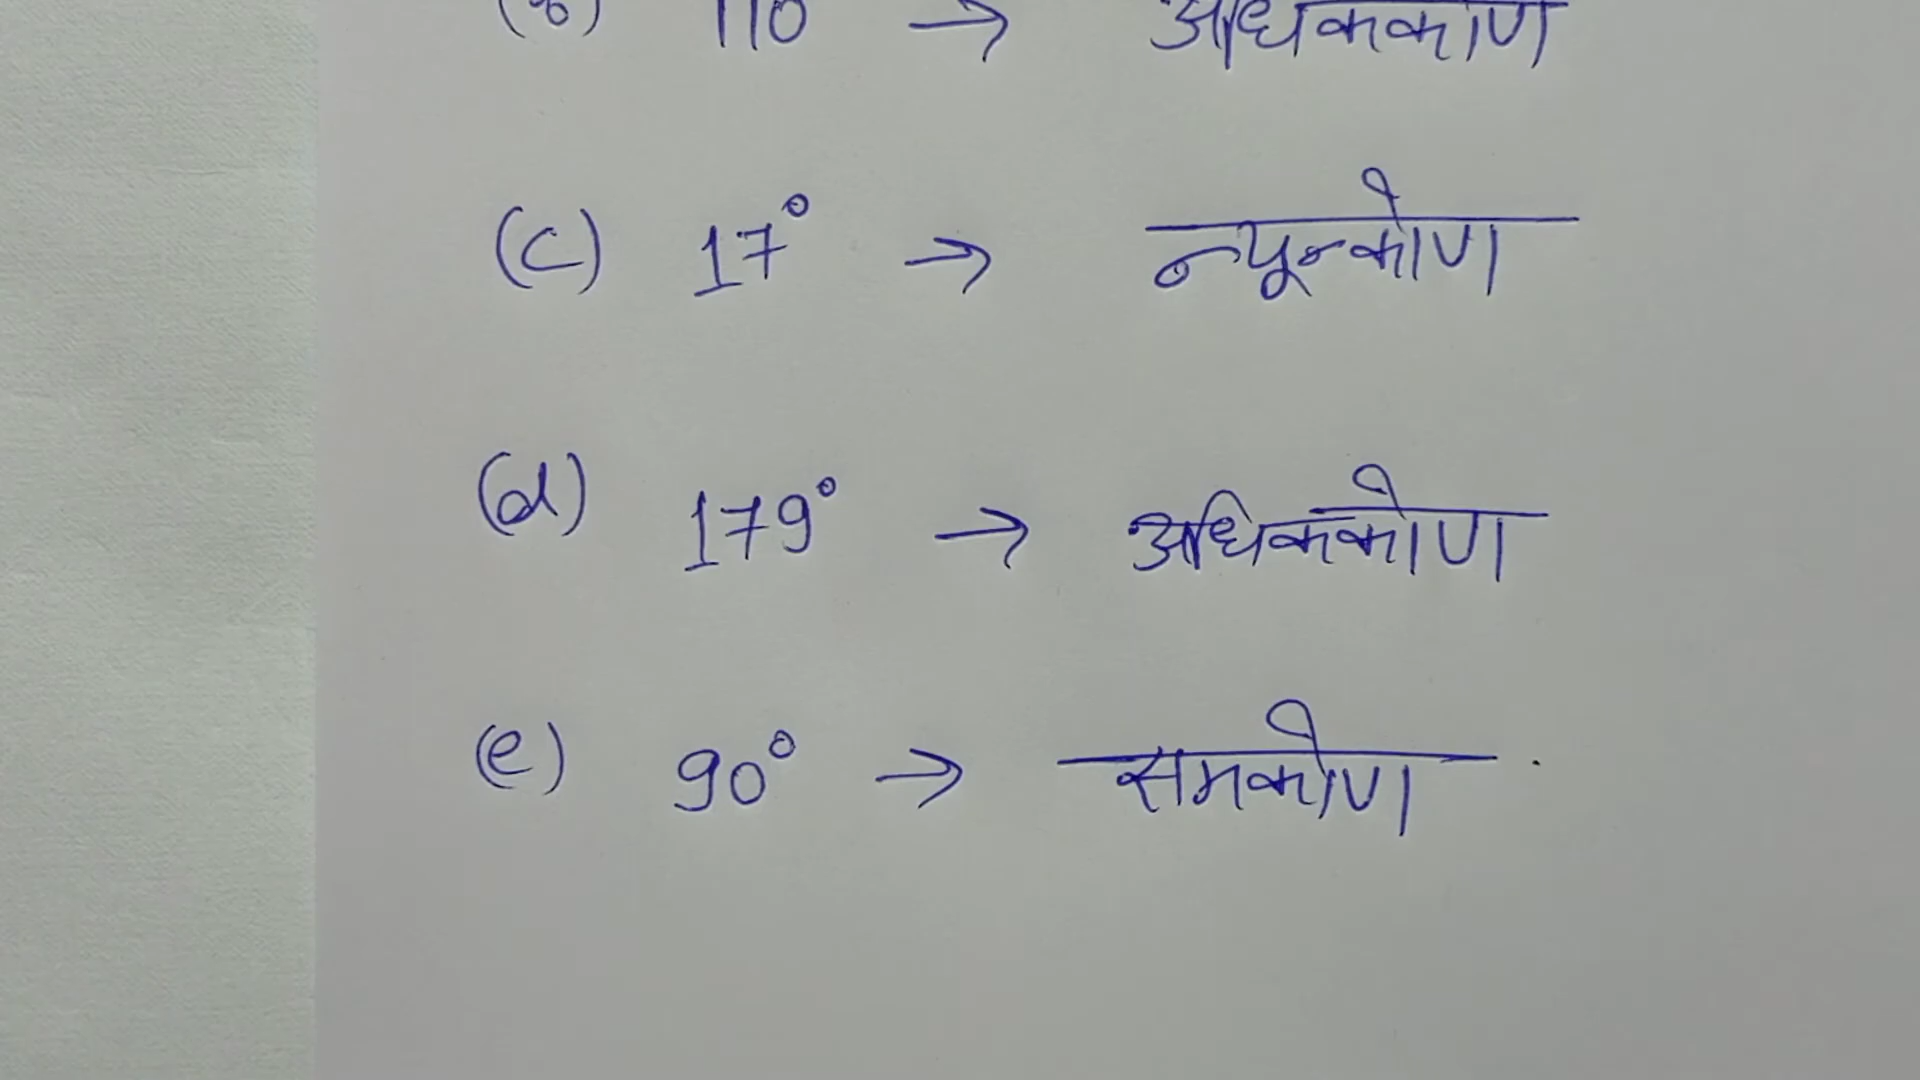 (b) 110 → अधिककोण
(c) 17° → न्यूनकोण
(d) 179° → अधिककोण
(e) 90° → समकोण